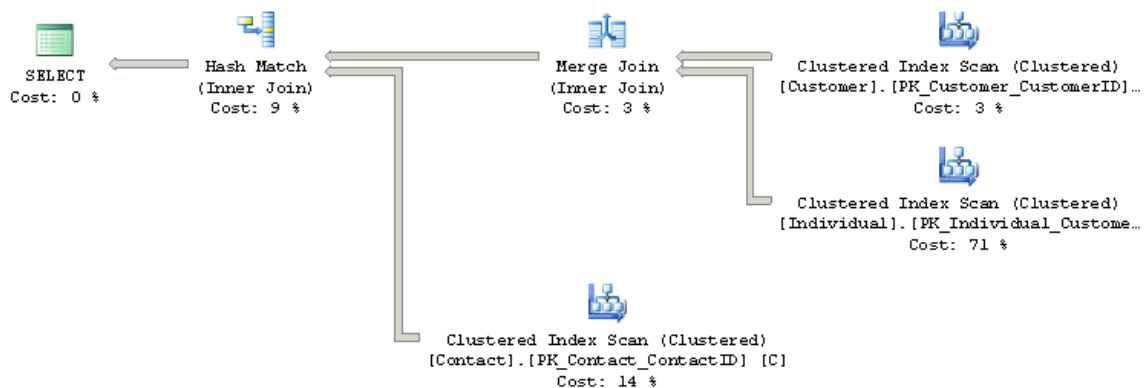 SELECT
Cost: 0 %
Hash Match
(Inner Join)
Cost: 9 %
Merge Join
(Inner Join)
Cost: 3 %
Clustered Index Scan (Clustered)
[Customer].[PK_Customer_CustomerID]…
Cost: 3 %
Clustered Index Scan (Clustered)
[Individual].[PK_Individual_Custome…
Cost: 71 %
Clustered Index Scan (Clustered)
[Contact].[PK_Contact_ContactID] [C]
Cost: 14 %